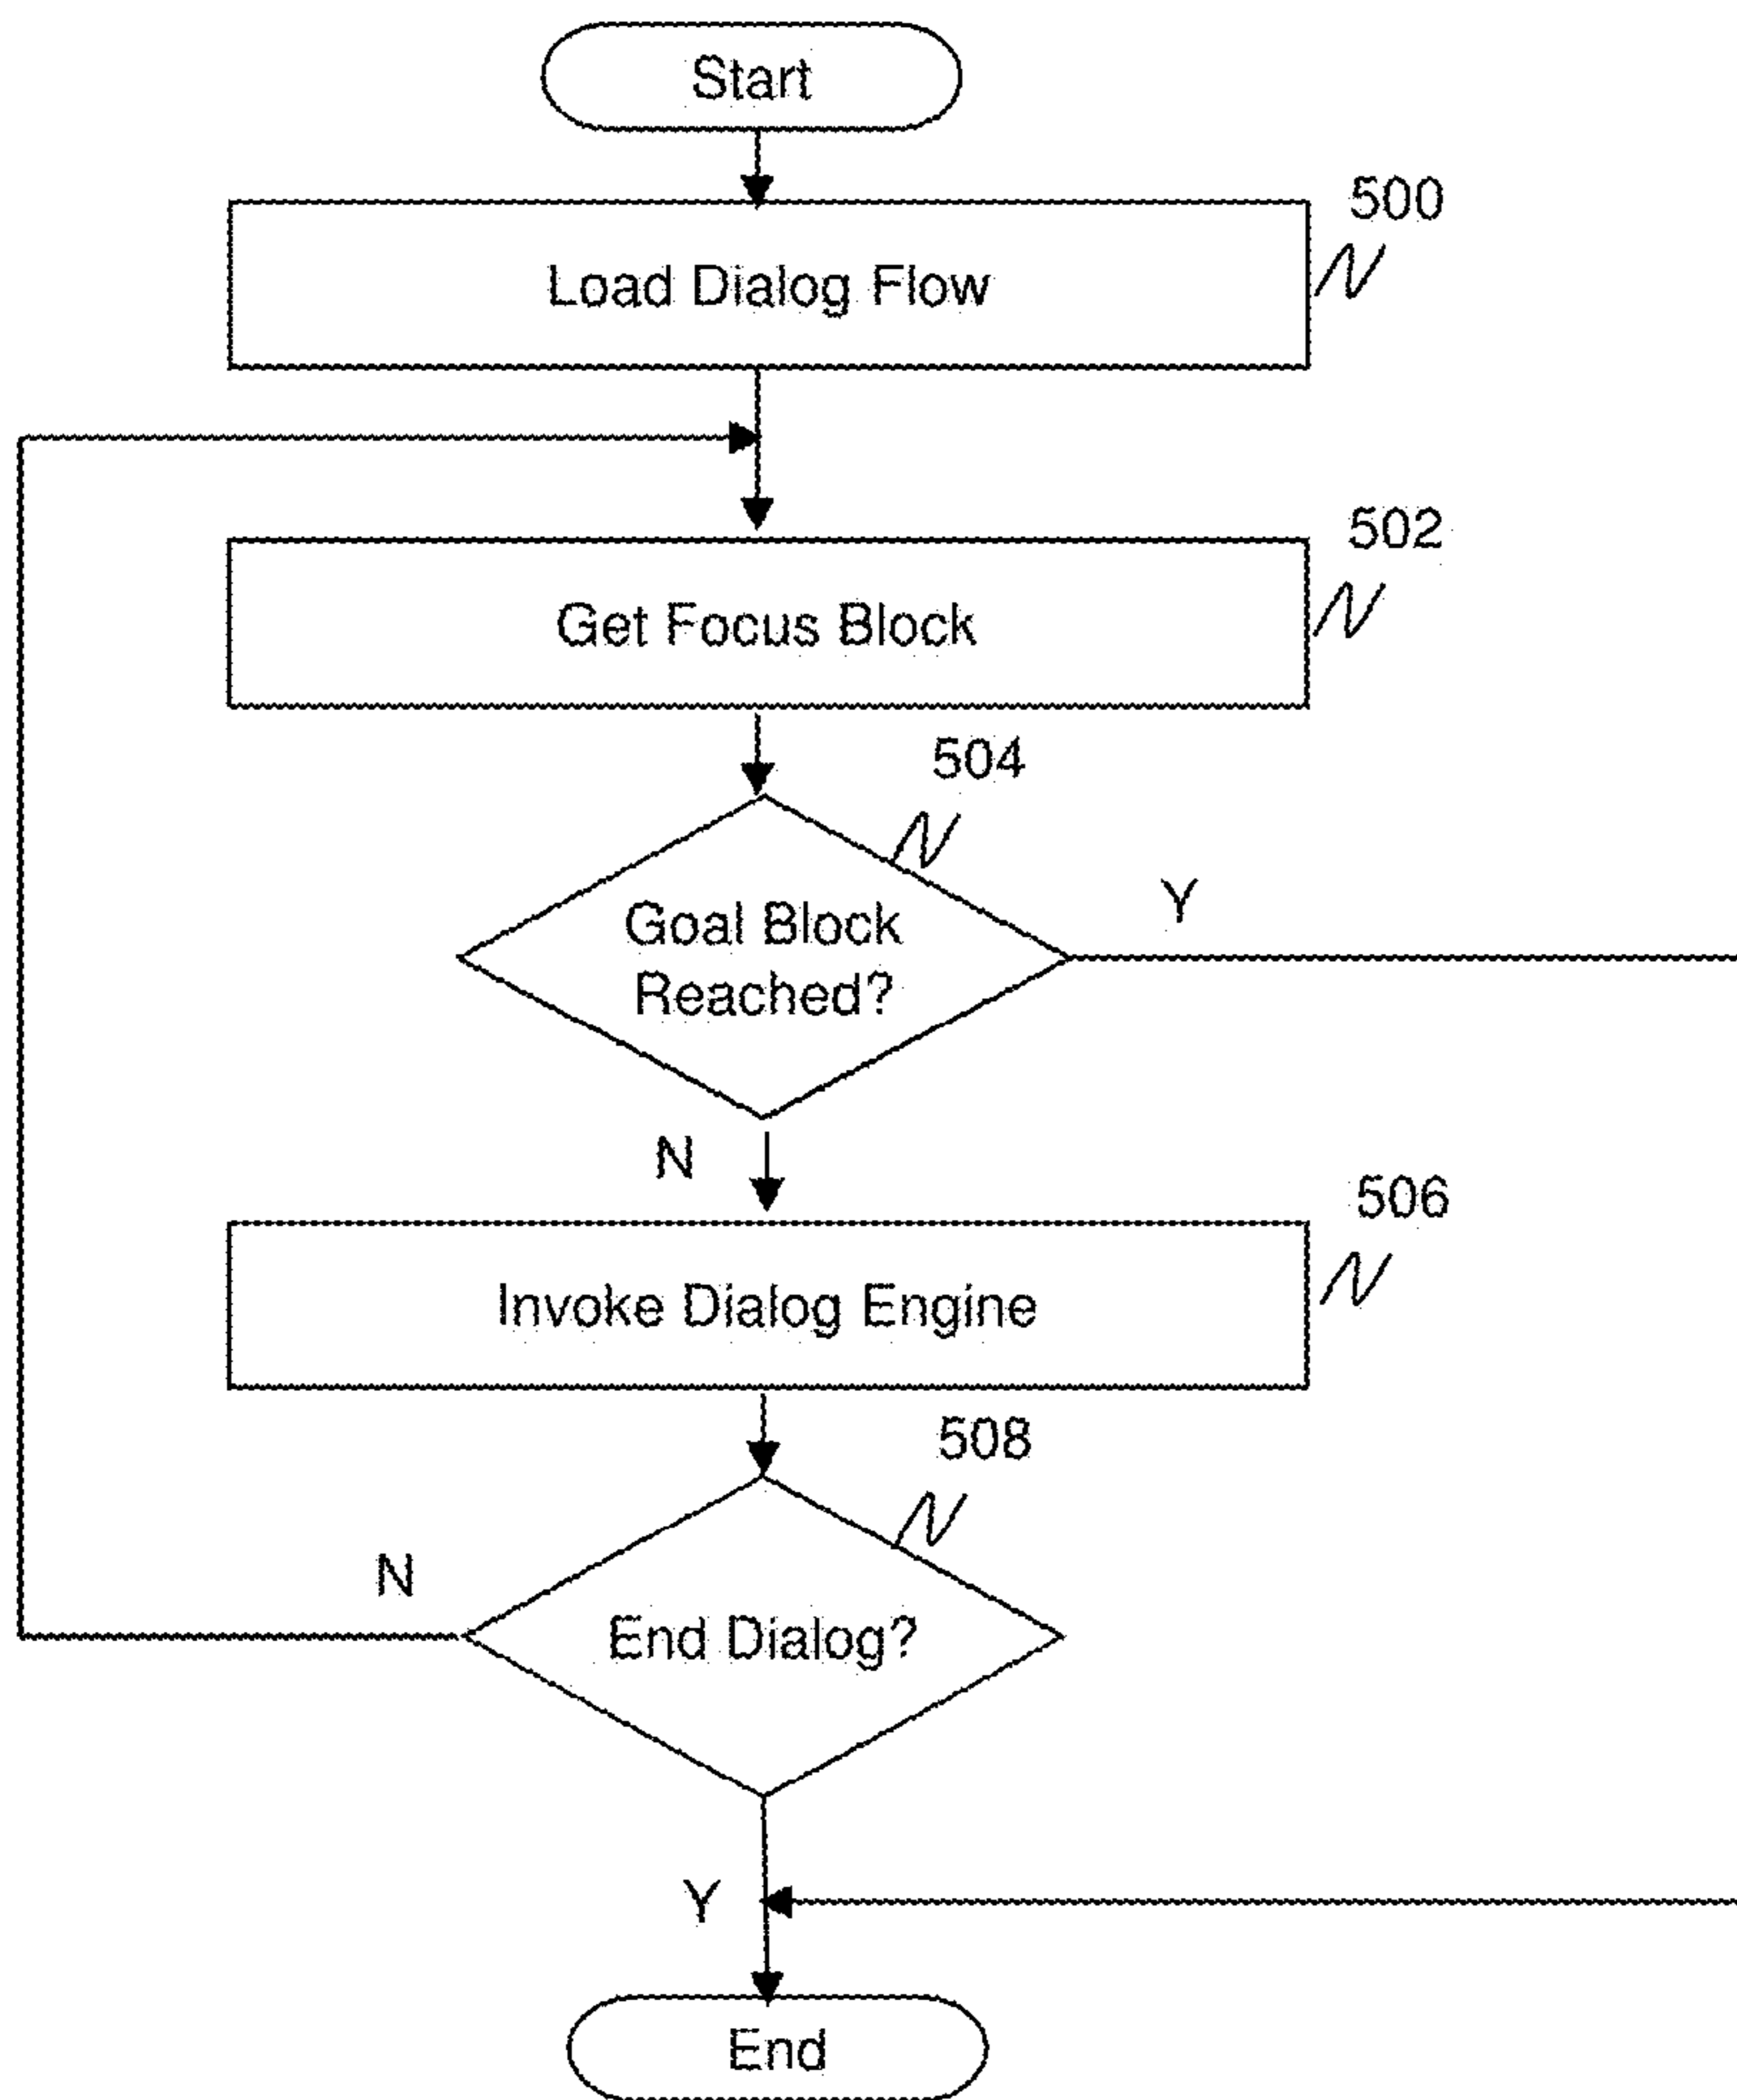 Start
500
Load Dialog Flow
502
Get Focus Block
504
Goal Block
Reached?
Y
N
506
Invoke Dialog Engine
508
N
End Dialog?
Y
End